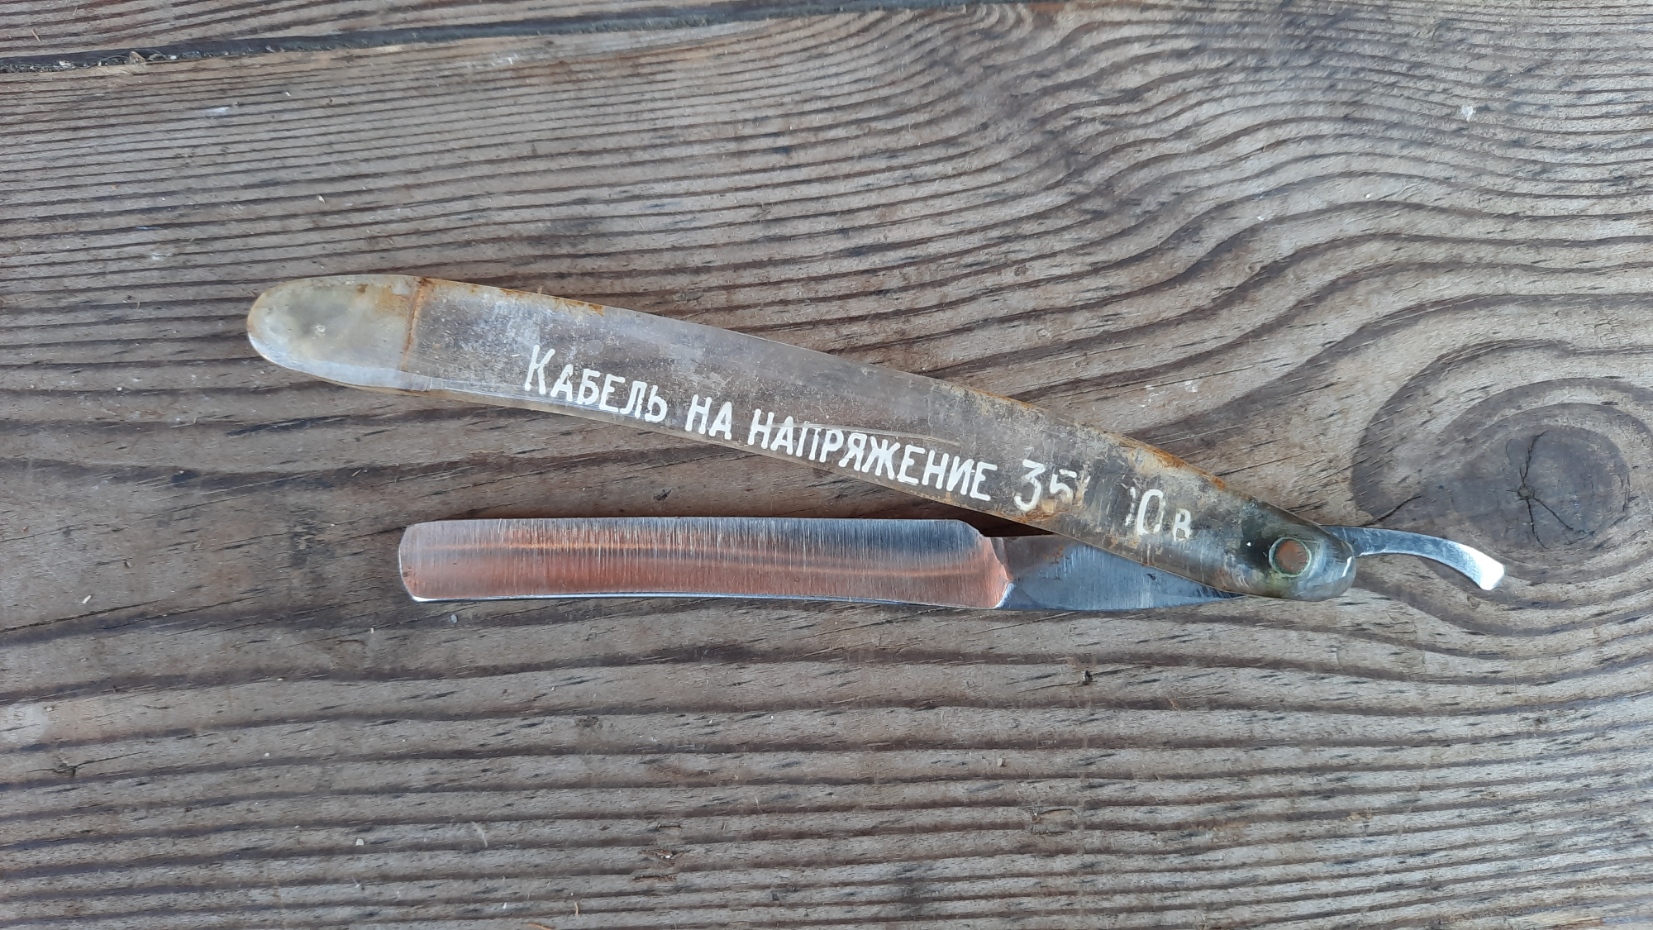 Кабель на напряжение